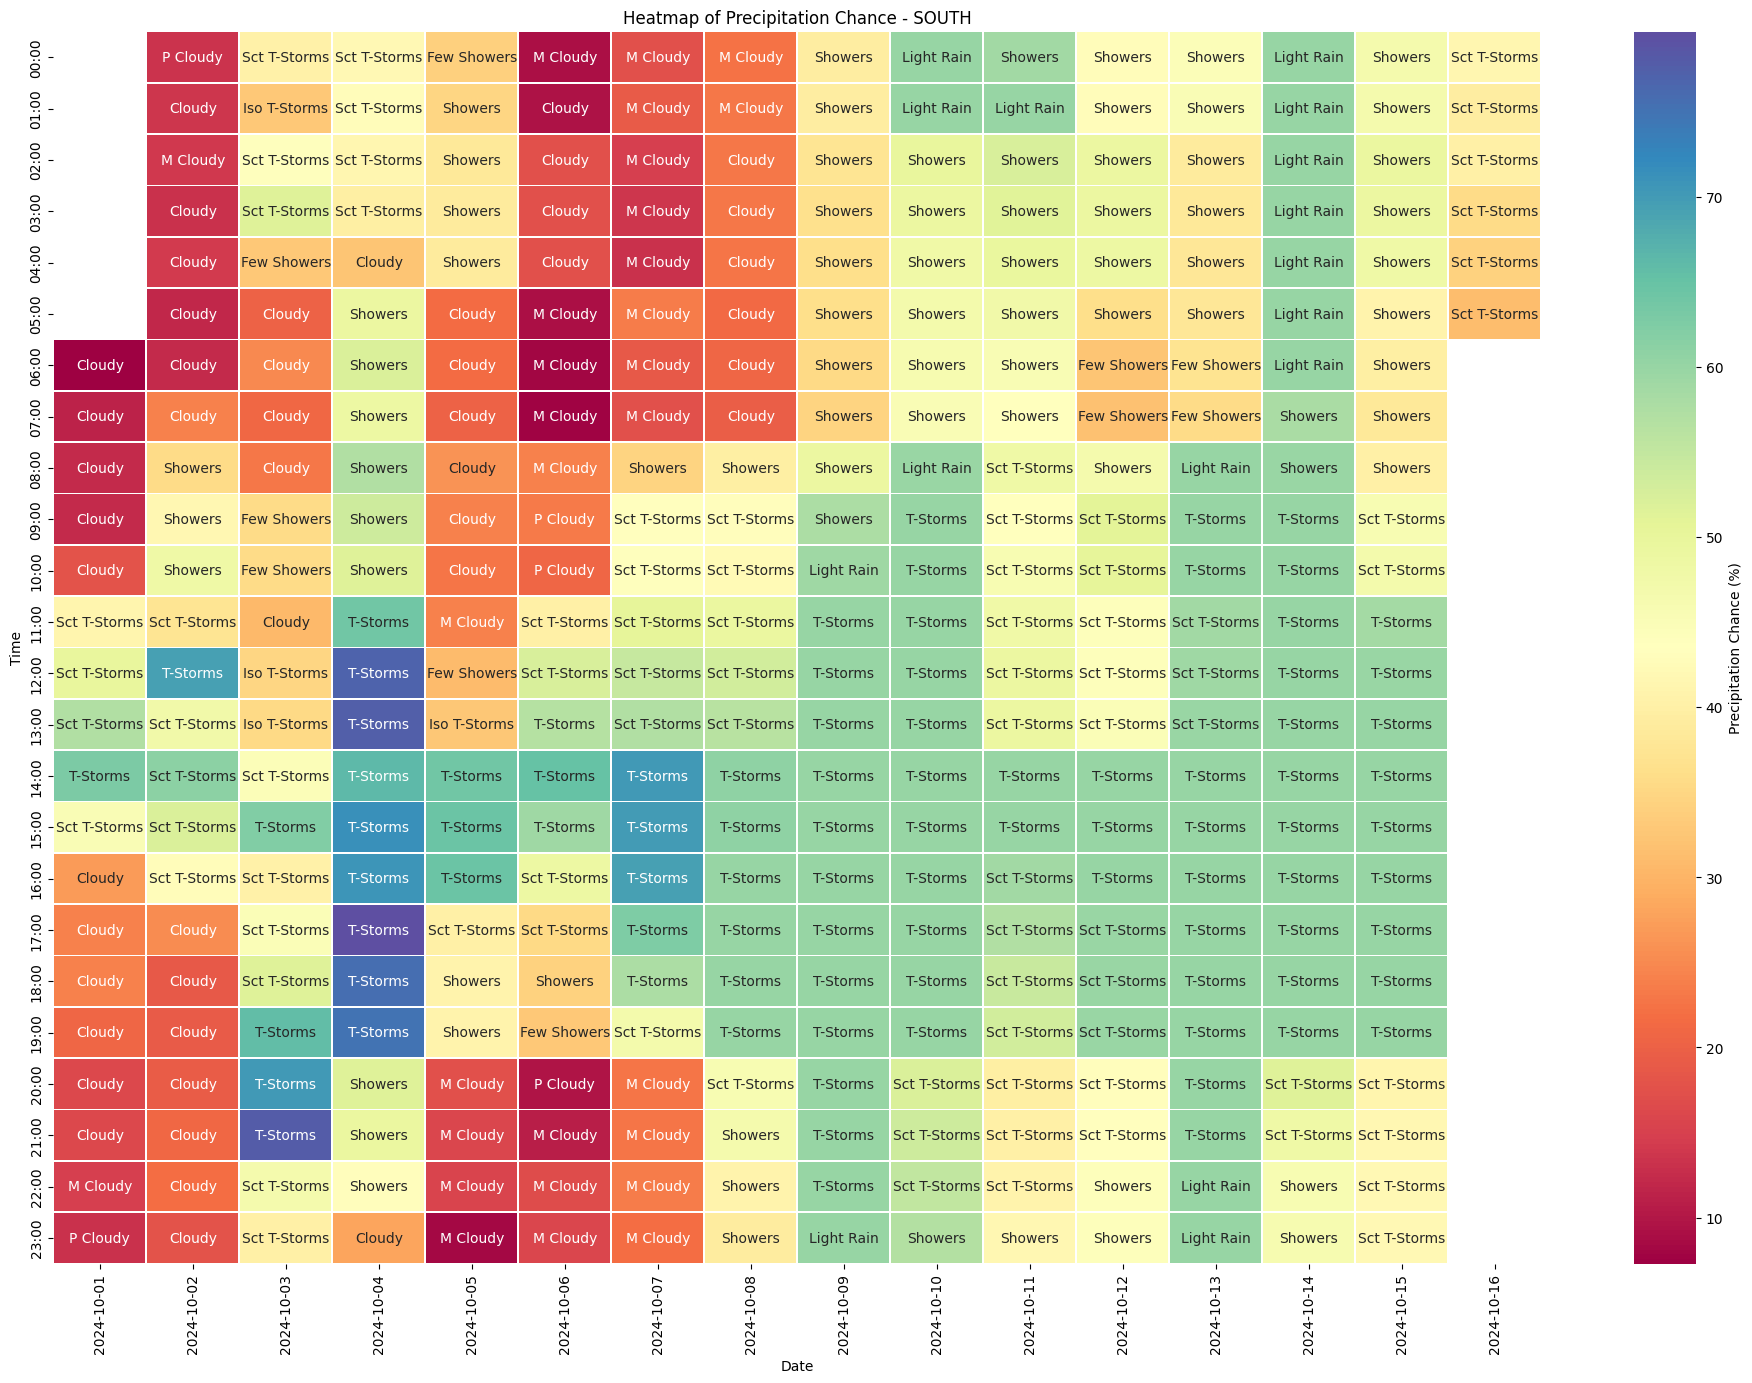 Heatmap of Precipitation Chance - SOUTH
00:00 P Cloudy Sct T-Storms Sct T-Storms Few Showers M Cloudy M Cloudy M Cloudy Showers Light Rain Showers Showers Showers Light Rain Showers Sct T-Storms
01:00 Cloudy Iso T-Storms Sct T-Storms Showers Cloudy M Cloudy M Cloudy Showers Light Rain Light Rain Showers Showers Light Rain Showers Sct T-Storms
02:00 M Cloudy Sct T-Storms Sct T-Storms Showers Cloudy M Cloudy Cloudy Showers Showers Showers Showers Showers Light Rain Showers Sct T-Storms
03:00 Cloudy Sct T-Storms Sct T-Storms Showers Cloudy M Cloudy Cloudy Showers Showers Showers Showers Showers Light Rain Showers Sct T-Storms
04:00 Cloudy Few Showers Cloudy Showers Cloudy M Cloudy Cloudy Showers Showers Showers Showers Showers Light Rain Showers Sct T-Storms
05:00 Cloudy Cloudy Showers Cloudy M Cloudy M Cloudy Cloudy Showers Showers Showers Showers Showers Light Rain Showers Sct T-Storms
06:00 Cloudy Cloudy Cloudy Showers Cloudy M Cloudy M Cloudy Cloudy Showers Showers Showers Few Showers Few Showers Light Rain Showers
07:00 Cloudy Cloudy Cloudy Showers Cloudy M Cloudy M Cloudy Cloudy Showers Showers Showers Few Showers Few Showers Showers Showers
08:00 Cloudy Showers Cloudy Showers Cloudy M Cloudy Showers Showers Showers Light Rain Sct T-Storms Showers Light Rain Showers Showers
09:00 Cloudy Showers Few Showers Showers Cloudy P Cloudy Sct T-Storms Sct T-Storms Showers T-Storms Sct T-Storms Sct T-Storms T-Storms T-Storms Sct T-Storms
10:00 Cloudy Showers Few Showers Showers Cloudy P Cloudy Sct T-Storms Sct T-Storms Light Rain T-Storms Sct T-Storms Sct T-Storms T-Storms T-Storms Sct T-Storms
11:00 Sct T-Storms Sct T-Storms Cloudy T-Storms M Cloudy Sct T-Storms Sct T-Storms Sct T-Storms T-Storms T-Storms Sct T-Storms Sct T-Storms Sct T-Storms T-Storms T-Storms
12:00 Sct T-Storms T-Storms Iso T-Storms T-Storms Few Showers Sct T-Storms Sct T-Storms Sct T-Storms T-Storms T-Storms Sct T-Storms Sct T-Storms Sct T-Storms T-Storms T-Storms
13:00 Sct T-Storms Sct T-Storms Iso T-Storms T-Storms Iso T-Storms T-Storms Sct T-Storms Sct T-Storms T-Storms T-Storms Sct T-Storms Sct T-Storms Sct T-Storms T-Storms T-Storms
14:00 T-Storms Sct T-Storms Sct T-Storms T-Storms T-Storms T-Storms T-Storms T-Storms T-Storms T-Storms T-Storms T-Storms T-Storms T-Storms T-Storms
15:00 Sct T-Storms Sct T-Storms T-Storms T-Storms T-Storms T-Storms T-Storms T-Storms T-Storms T-Storms T-Storms T-Storms T-Storms T-Storms T-Storms
16:00 Cloudy Sct T-Storms Sct T-Storms T-Storms T-Storms Sct T-Storms T-Storms T-Storms T-Storms T-Storms Sct T-Storms T-Storms T-Storms T-Storms T-Storms
17:00 Cloudy Cloudy Sct T-Storms T-Storms Sct T-Storms Sct T-Storms T-Storms T-Storms T-Storms T-Storms Sct T-Storms Sct T-Storms T-Storms T-Storms T-Storms
18:00 Cloudy Cloudy Sct T-Storms T-Storms Showers Showers T-Storms T-Storms T-Storms T-Storms Sct T-Storms Sct T-Storms T-Storms T-Storms T-Storms
19:00 Cloudy Cloudy T-Storms T-Storms Showers Few Showers Sct T-Storms T-Storms T-Storms T-Storms Sct T-Storms Sct T-Storms T-Storms T-Storms T-Storms
20:00 Cloudy Cloudy T-Storms Showers M Cloudy P Cloudy M Cloudy Sct T-Storms T-Storms Sct T-Storms Sct T-Storms Sct T-Storms T-Storms Sct T-Storms Sct T-Storms
21:00 Cloudy Cloudy T-Storms Showers M Cloudy M Cloudy M Cloudy Showers T-Storms Sct T-Storms Sct T-Storms Sct T-Storms T-Storms Sct T-Storms Sct T-Storms
22:00 M Cloudy Cloudy Sct T-Storms Showers M Cloudy M Cloudy M Cloudy Showers T-Storms Sct T-Storms Sct T-Storms Showers Light Rain Showers Sct T-Storms
23:00 P Cloudy Cloudy Sct T-Storms Cloudy M Cloudy M Cloudy M Cloudy Showers Light Rain Showers Showers Showers Light Rain Showers Sct T-Storms
Time
2024-10-01 2024-10-02 2024-10-03 2024-10-04 2024-10-05 2024-10-06 2024-10-07 2024-10-08 2024-10-09 2024-10-10 2024-10-11 2024-10-12 2024-10-13 2024-10-14 2024-10-15 2024-10-16
Date
70
60
50
40
30
20
10
Precipitation Chance (%)